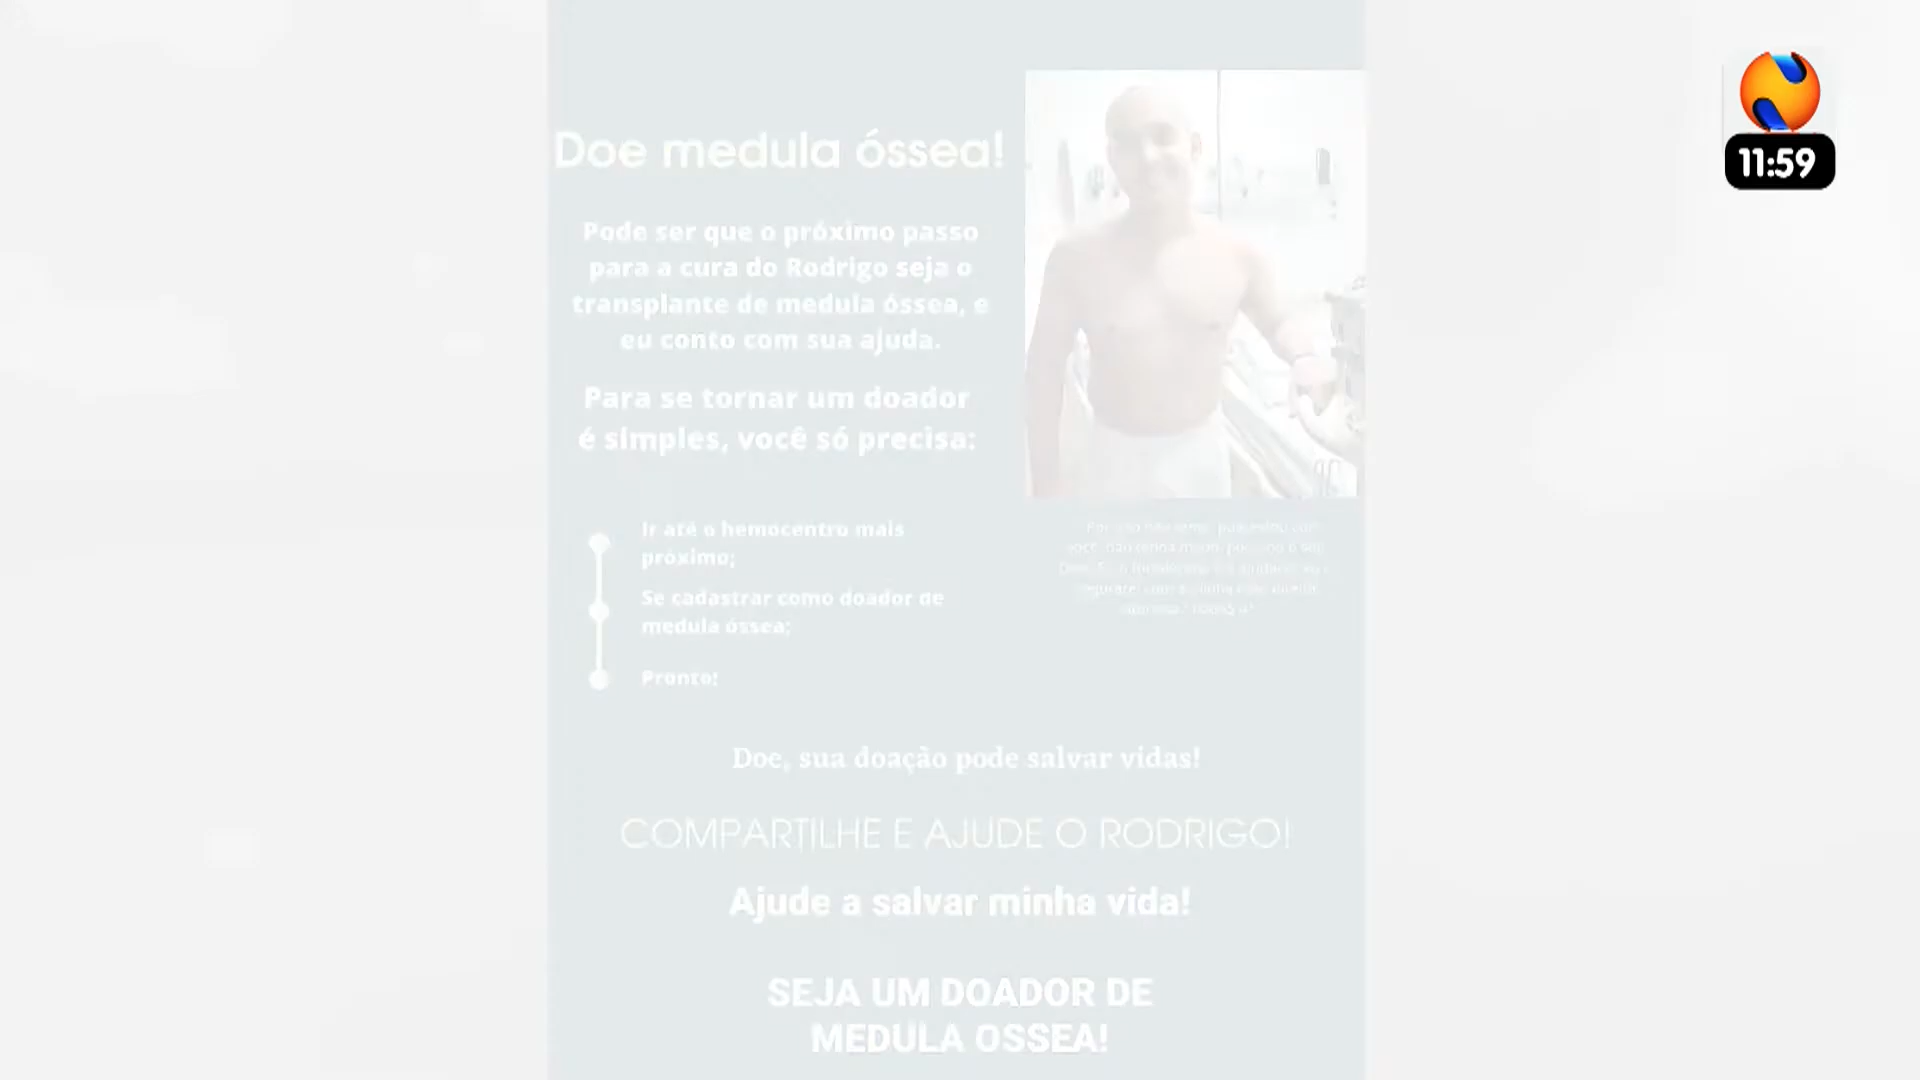 11:59
Doe medula óssea!
Pode ser que o próximo passo
para a cura do Rodrigo seja o
transplante de medula óssea, e
eu conto com sua ajuda.
Para se tornar um doador
é simples, você só precisa:
Ir até o hemocentro mais
próximo;
Se cadastrar como doador de
medula óssea;
Pronto!
Doe, sua doação pode salvar vidas!
COMPARTILHE E AJUDE O RODRIGO!
Ajude a salvar minha vida!
SEJA UM DOADOR DE
MEDULA OSSEA!